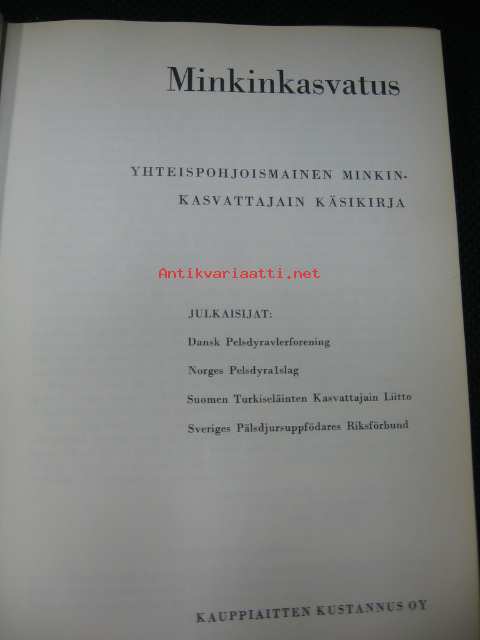 Minkinkasvatus
YHTEISPOHJOISMAINEN MINKIN-
KASVATTAJAIN KÄSIKIRJA
Antikvariaatti.net
JULKAISIJAT:
Dansk Pelsdyravlerforening
Norges Pelsdyra1slag
Suomen Turkiseläinten Kasvattajain Liitto
Sveriges Pälsdjursuppfödares Riksförbund
KAUPPIAITTEN KUSTANNUS OY